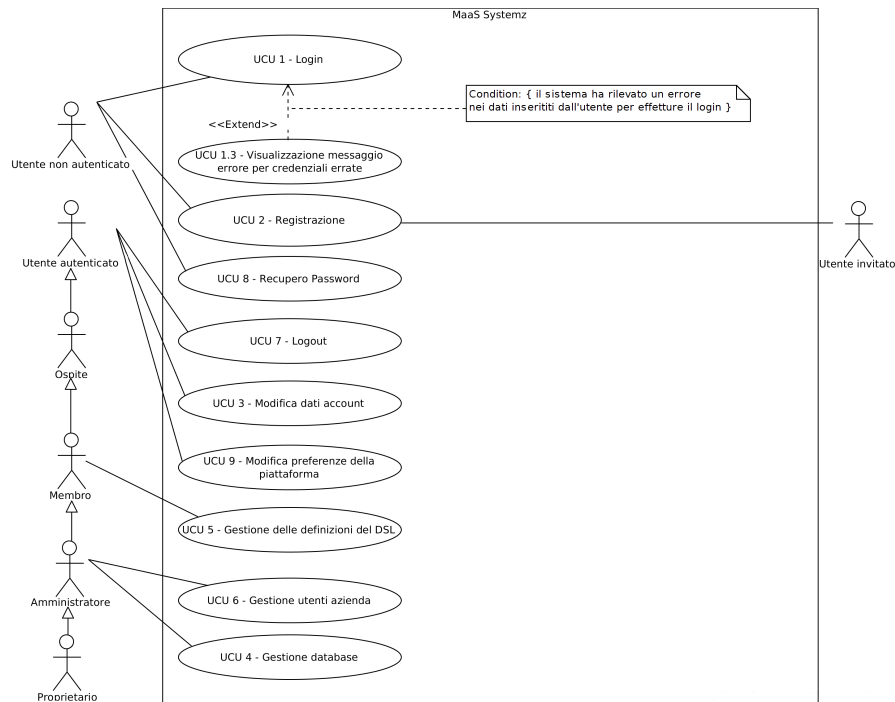 MaaS Systemz
UCU 1 - Login
Condition: { il sistema ha rilevato un errore
nei dati inserititi dall'utente per effetture il login }
<<Extend>>
UCU 1.3 - Visualizzazione messaggio
errore per credenziali errate
Utente non autenticato
UCU 2 - Registrazione
Utente autenticato
Utente invitato
UCU 8 - Recupero Password
UCU 7 - Logout
Ospite
UCU 3 - Modifica dati account
UCU 9 - Modifica preferenze della
piattaforma
Membro
UCU 5 - Gestione delle definizioni del DSL
UCU 6 - Gestione utenti azienda
Amministratore
UCU 4 - Gestione database
Proprietario